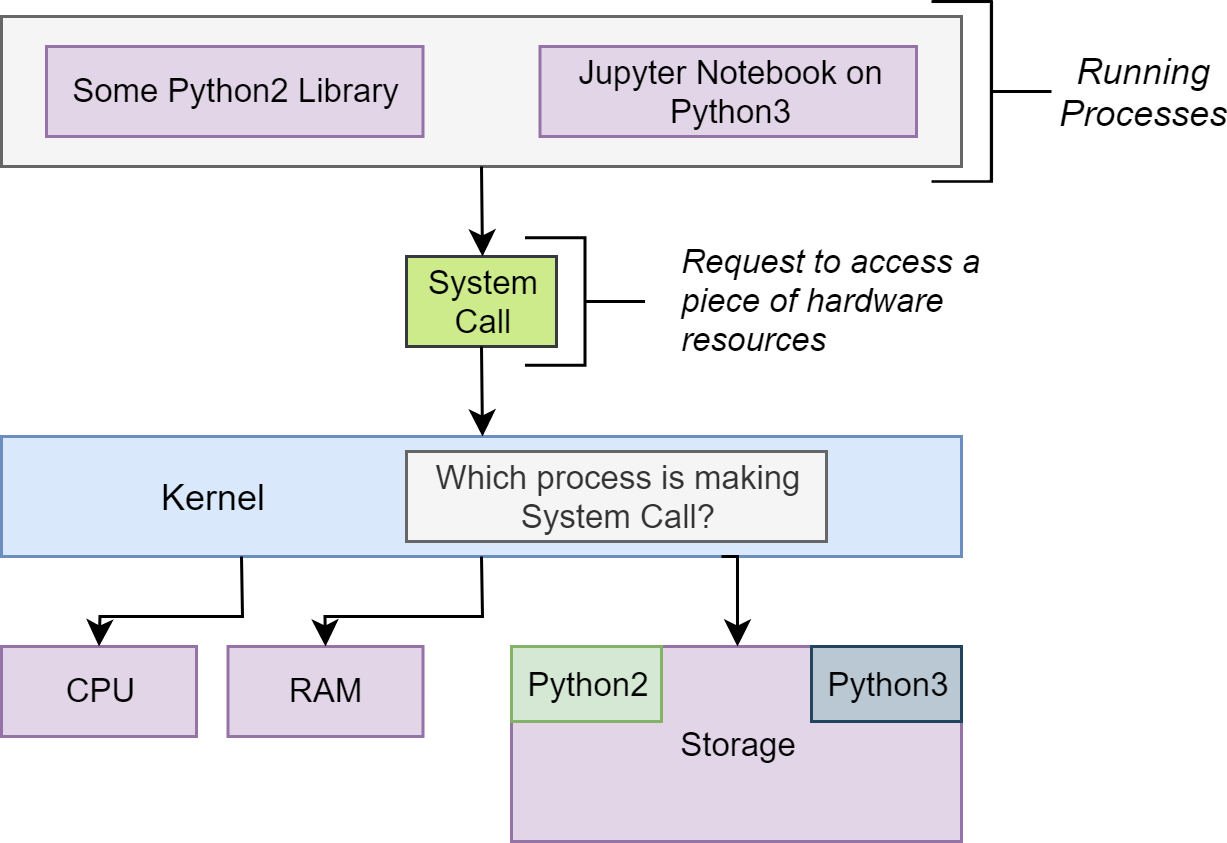 Some Python2 Library
Jupyter Notebook on
Python3
Running
Processes
System
Call
Request to access a
piece of hardware
resources
Kernel
Which process is making
System Call?
CPU
RAM
Python2
Python3
Storage